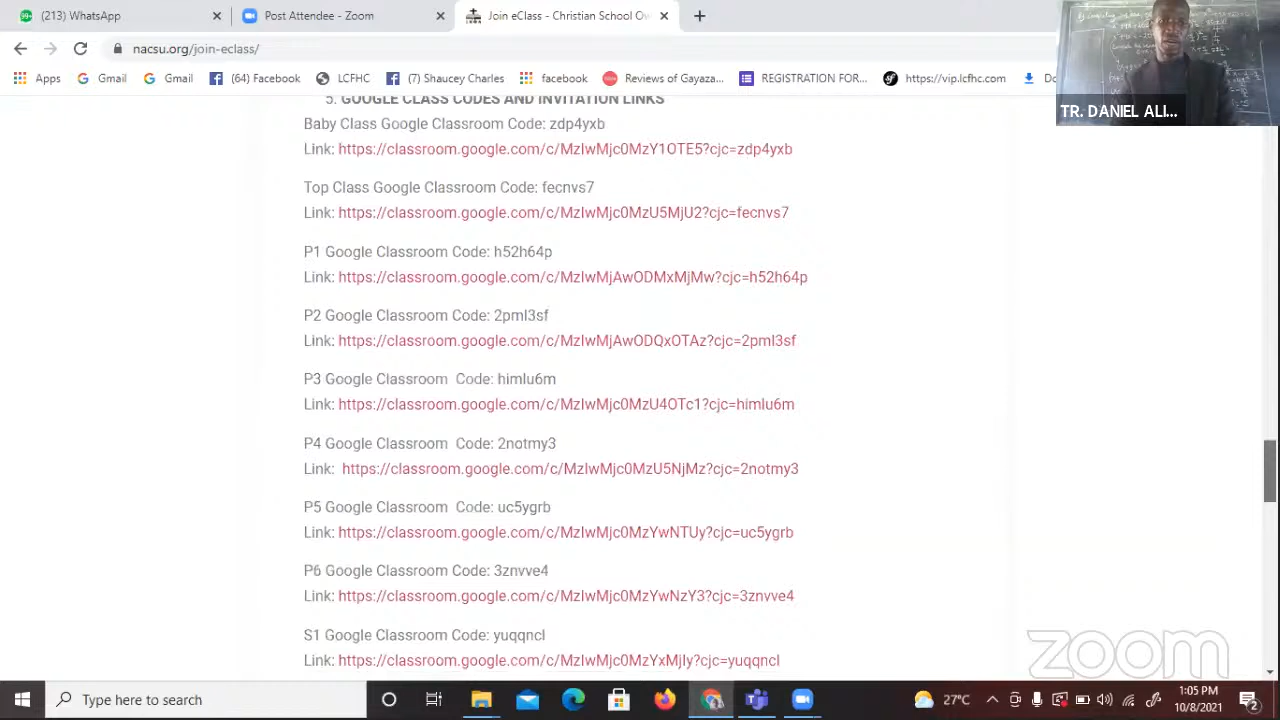 (213) WhatsApp
Post Attendee - Zoom
Join eClass - Christian School Ow
nacsu.org/join-eclass/
Apps
Gmail
Gmail
(64) Facebook
LCFHC
(7) Shaucey Charles
facebook
Reviews of Gayaza...
REGISTRATION FOR...
https://vip.lcfhc.com
TR. DANIEL ALI...
5. GOOGLE CLASS CODES AND INVITATION LINKS
Baby Class Google Classroom Code: zdp4yxb
Link: https://classroom.google.com/c/MzIwMjc0MzY1OTE5?cjc=zdp4yxb
Top Class Google Classroom Code: fecnvs7
Link: https://classroom.google.com/c/MzIwMjc0MzU5MjU2?cjc=fecnvs7
P1 Google Classroom Code: h52h64p
Link: https://classroom.google.com/c/MzIwMjAwODMxMjMw?cjc=h52h64p
P2 Google Classroom Code: 2pml3sf
Link: https://classroom.google.com/c/MzIwMjAwODQxOTAz?cjc=2pml3sf
P3 Google Classroom Code: himlu6m
Link: https://classroom.google.com/c/MzIwMjc0MzU4OTc1?cjc=himlu6m
P4 Google Classroom Code: 2notmy3
Link: https://classroom.google.com/c/MzIwMjc0MzU5NjMz?cjc=2notmy3
P5 Google Classroom Code: uc5ygrb
Link: https://classroom.google.com/c/MzIwMjc0MzYwNTUy?cjc=uc5ygrb
P6 Google Classroom Code: 3znvve4
Link: https://classroom.google.com/c/MzIwMjc0MzYwNzY3?cjc=3znvve4
S1 Google Classroom Code: yuqqncl
Link: https://classroom.google.com/c/MzIwMjc0MzYxMjIy?cjc=yuqqncl
zoom
Type here to search
27°C
1:05 PM
10/8/2021
2